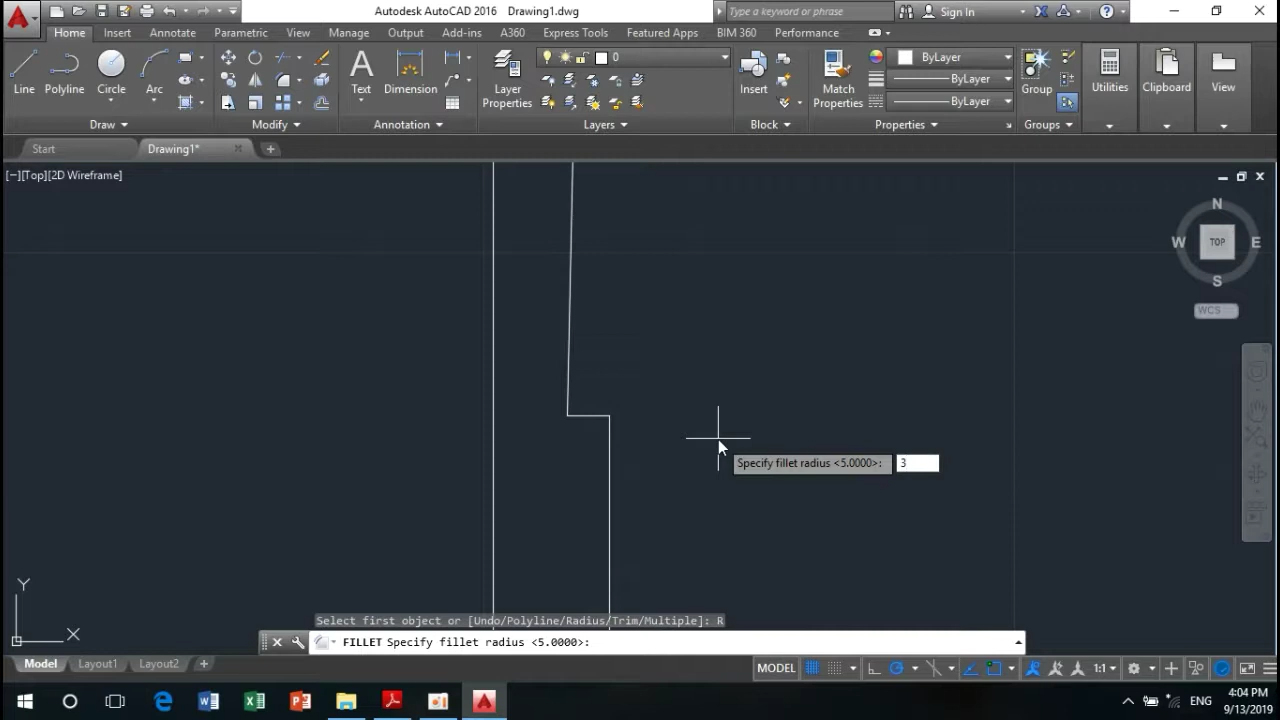 Autodesk AutoCAD 2016 Drawing1.dwg
Type a keyword or phrase
Sign In
Home Insert Annotate Parametric View Manage Output Add-ins A360 Express Tools Featured Apps BIM 360 Performance
Line Polyline Circle Arc
Text Dimension
Layer Properties
0
Insert
Match Properties
ByLayer
ByLayer
ByLayer
Group
Utilities
Clipboard
View
Draw Modify Annotation Layers Block Properties Groups
Start Drawing1*
[−][Top][2D Wireframe]
N
W TOP E
S
WCS
Specify fillet radius <5.0000>: 3
Y
X
Select first object or [Undo/Polyline/Radius/Trim/Multiple]: R
FILLET Specify fillet radius <5.0000>:
Model Layout1 Layout2
MODEL 1:1
ENG
4:04 PM
9/13/2019